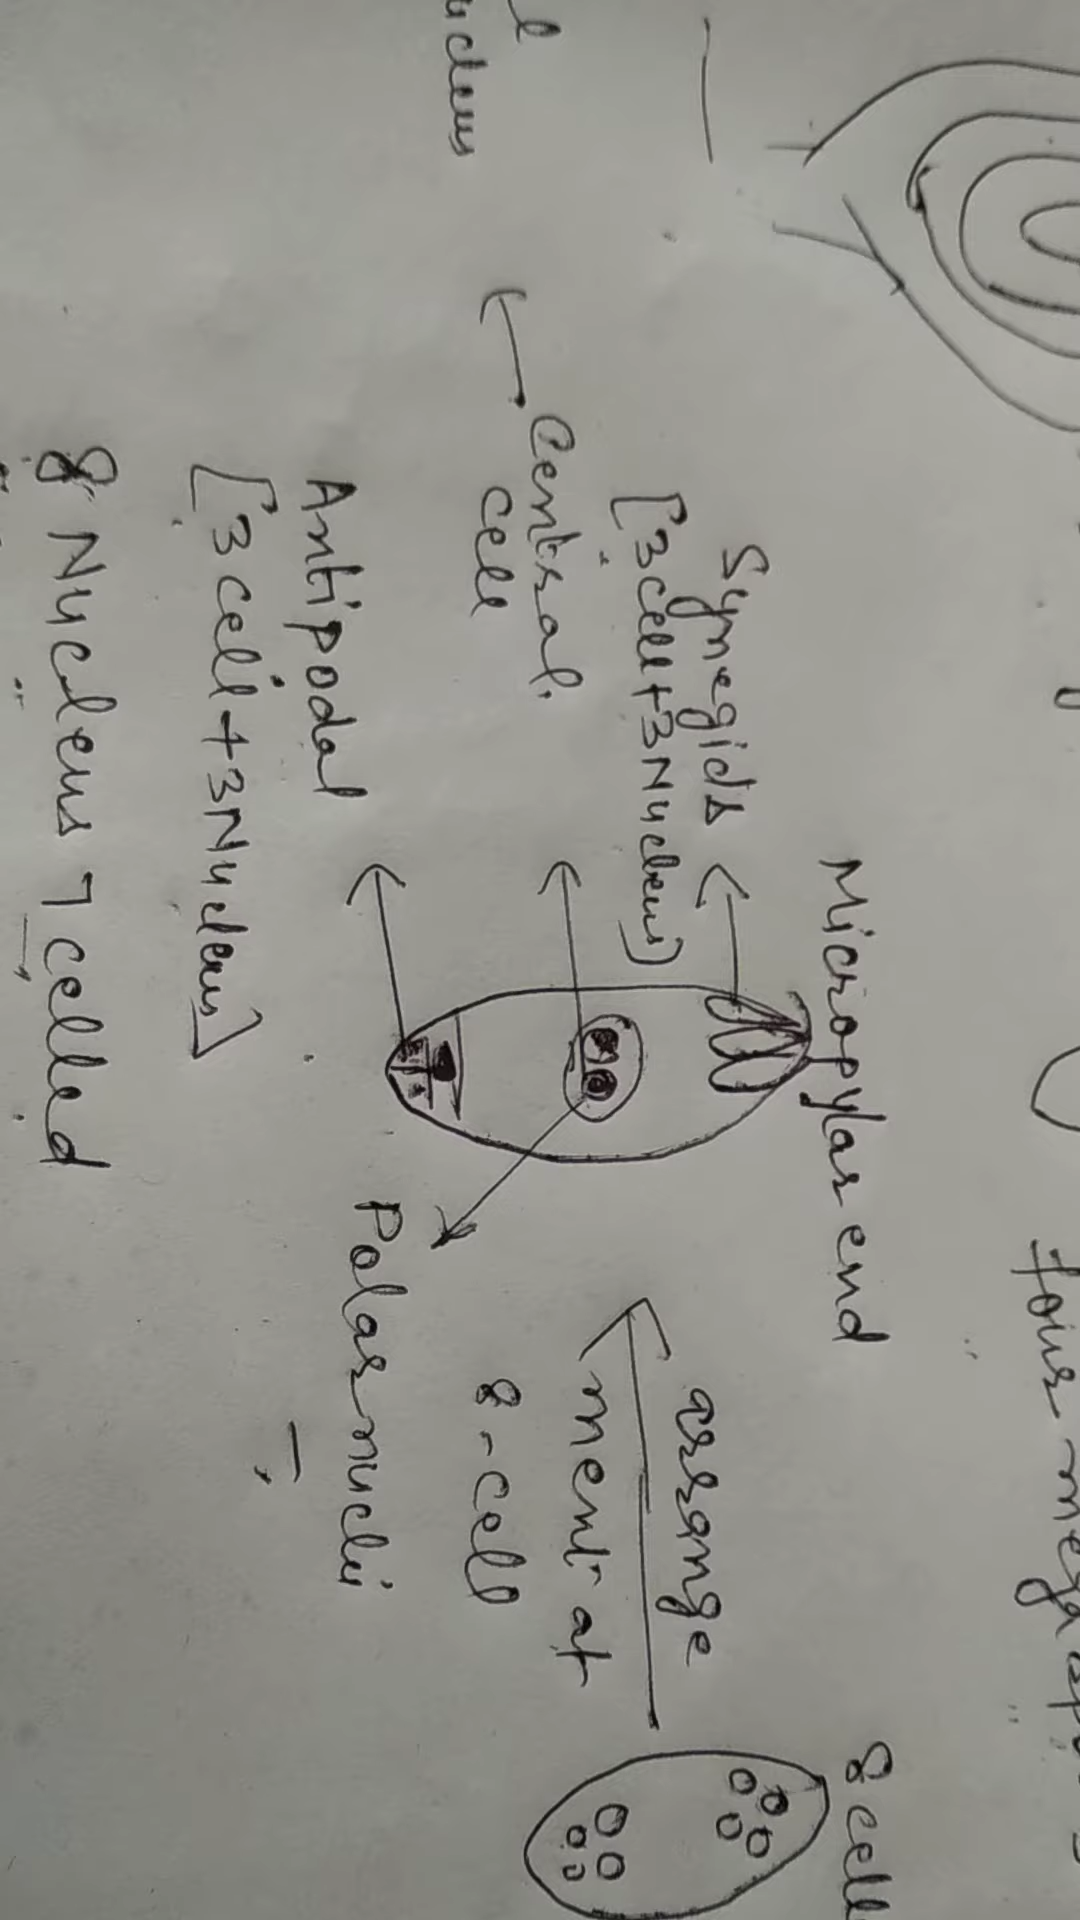 Micropylar end
Synegids
[3 cell + 3 Nucleus]
Central
cell
Antipodal
[3 cell + 3 Nucleus]
8 Nucleus 7 celled
Polar nuclei
arrange
ment at
8-cell
8 cell
four mega